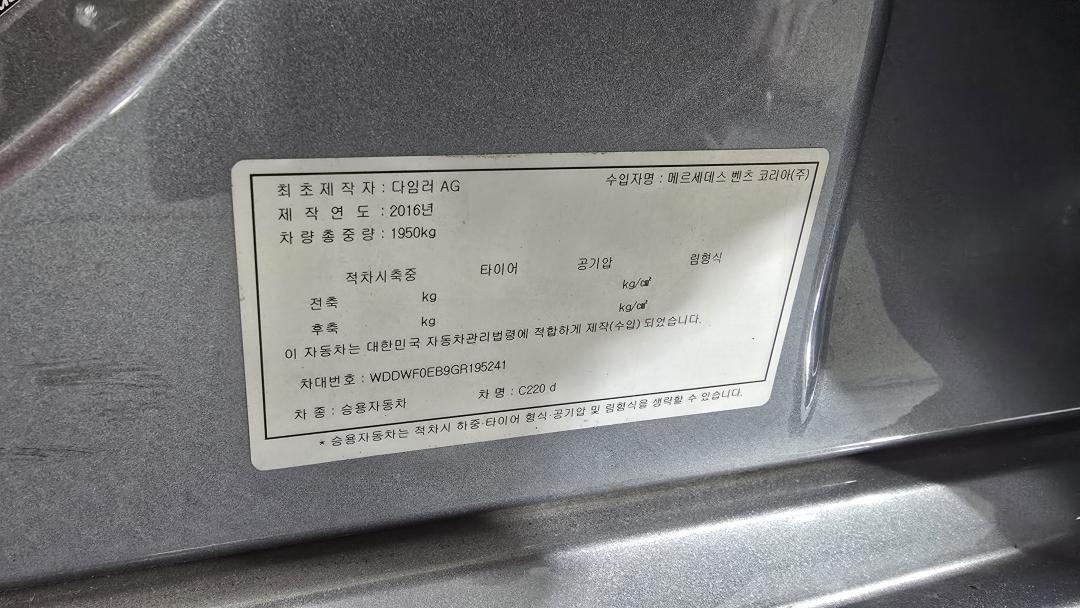 최초제작자 : 다임러 AG 수입자명 : 메르세데스 벤츠 코리아(주)
제작연도 : 2016년
차량총중량 : 1950kg
적차시축중 타이어 공기압 림형식
전축 kg kg/㎠
후축 kg kg/㎠
이 자동차는 대한민국 자동차관리법령에 적합하게 제작(수입) 되었습니다.
차대번호 : WDDWF0EB9GR195241
차종 : 승용자동차 차명 : C220 d
* 승용자동차는 적차시 하중·타이어 형식·공기압 및 림형식을 생략할 수 있습니다.